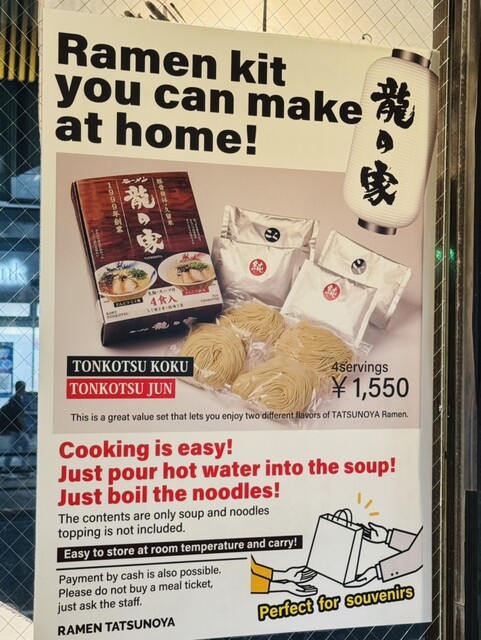 Ramen kit
you can make
at home!
龍の家
ラーメン
龍の家
1999年創業
TATSUNOYA
4食入
純
TONKOTSU KOKU
TONKOTSU JUN
4servings
¥1,550
This is a great value set that lets you enjoy two different flavors of TATSUNOYA Ramen.
Cooking is easy!
Just pour hot water into the soup!
Just boil the noodles!
The contents are only soup and noodles
topping is not included.
Easy to store at room temperature and carry!
Payment by cash is also possible.
Please do not buy a meal ticket,
just ask the staff.
RAMEN TATSUNOYA
Perfect for souvenirs